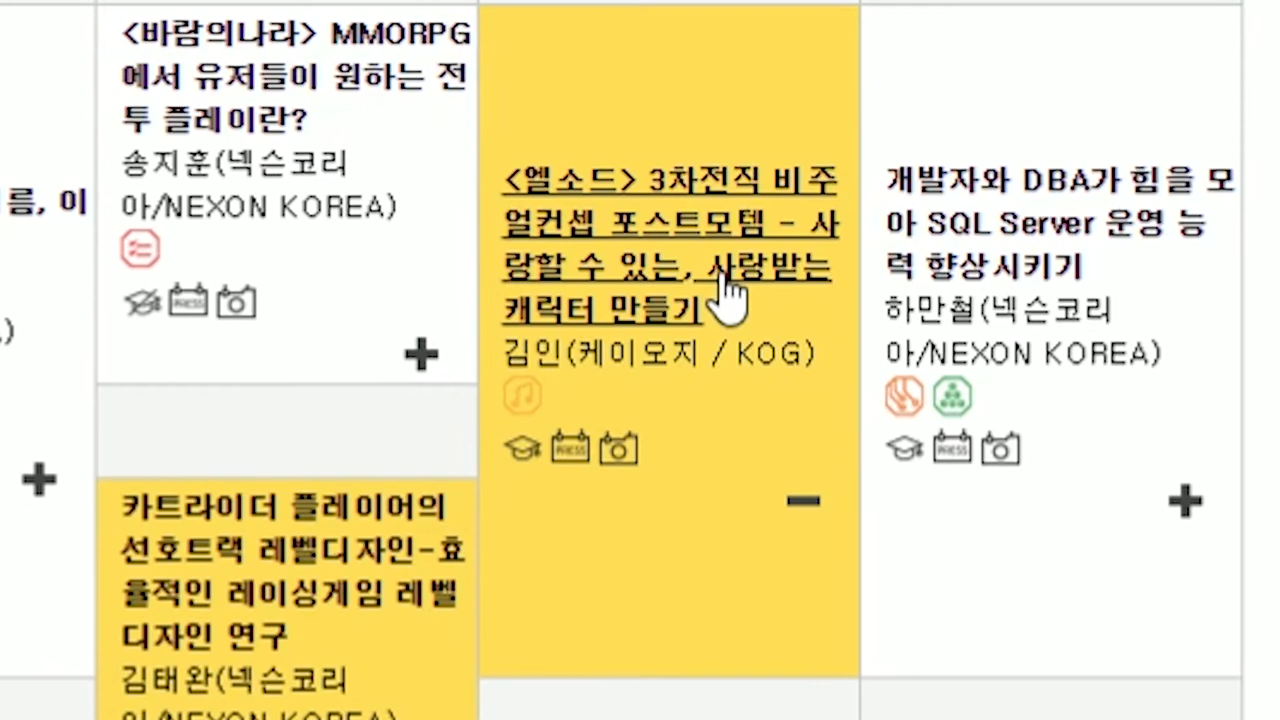 름, 이
)
<바람의나라> MMORPG
에서 유저들이 원하는 전
투 플레이란?
송지훈(넥슨코리
아/NEXON KOREA)
PRESS
카트라이더 플레이어의
선호트랙 레벨디자인-효
율적인 레이싱게임 레벨
디자인 연구
김태완(넥슨코리
아/NEXON KOREA)
<엘소드> 3차전직 비주
얼컨셉 포스트모템 - 사
랑할 수 있는, 사랑받는
캐릭터 만들기
김인(케이오지 / KOG)
PRESS
개발자와 DBA가 힘을 모
아 SQL Server 운영 능
력 향상시키기
하만철(넥슨코리
아/NEXON KOREA)
PRESS